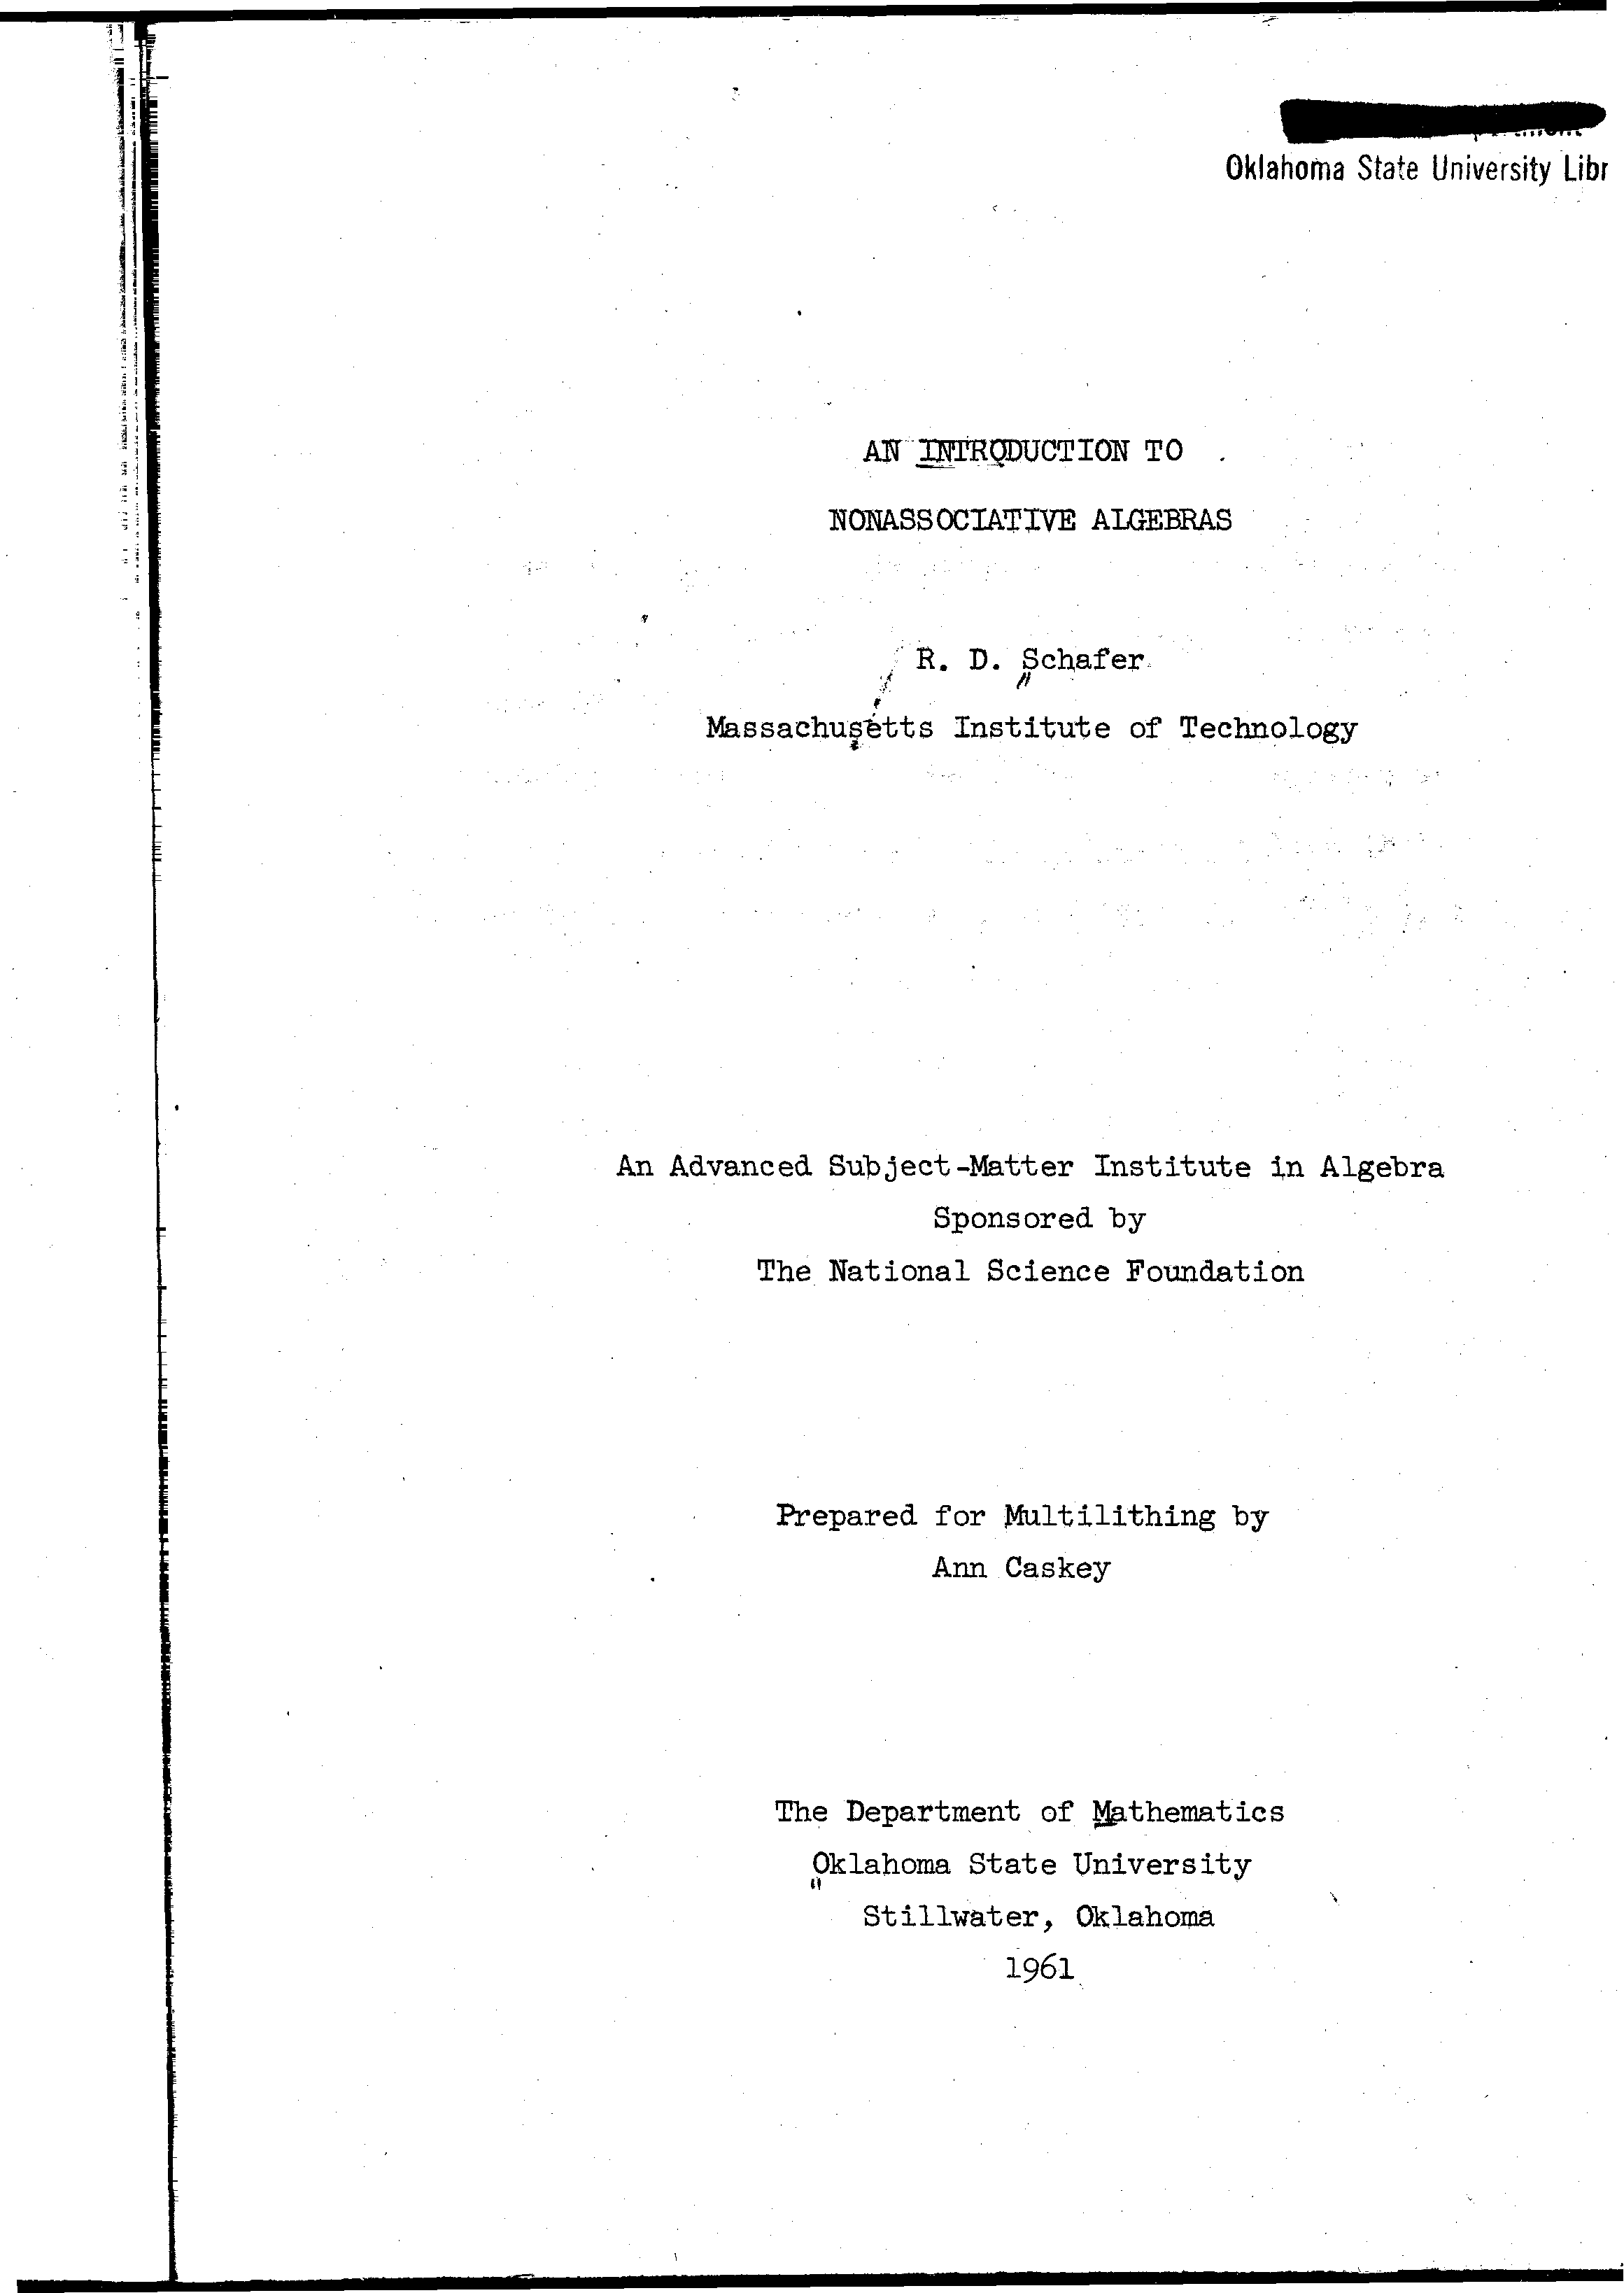 Oklahoma State University Libr
AN INTRODUCTION TO
NONASSOCIATIVE ALGEBRAS
R. D. Schafer
Massachusetts Institute of Technology
An Advanced Subject-Matter Institute in Algebra
Sponsored by
The National Science Foundation
Prepared for Multilithing by
Ann Caskey
The Department of Mathematics
Oklahoma State University
Stillwater, Oklahoma
1961